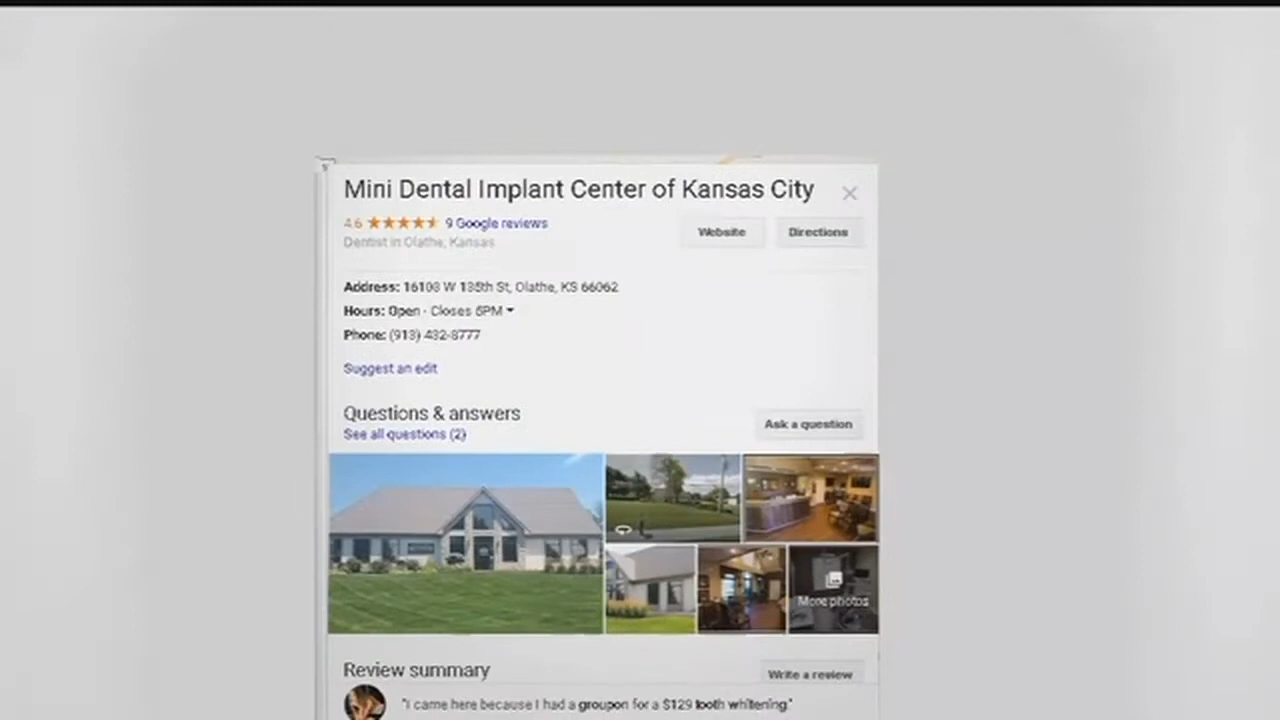 Mini Dental Implant Center of Kansas City
4.6 9 Google reviews
Website
Directions
Dentist in Olathe, Kansas
Address: W 135th St, Olathe, KS 66062
Hours: Open · Closes 5PM
Phone: (913) 432-8777
Suggest an edit
Questions & answers
See all questions (2)
Ask a question
More photos
Review summary
Write a review
"I came here because I had a groupon for a $129 tooth whitening."